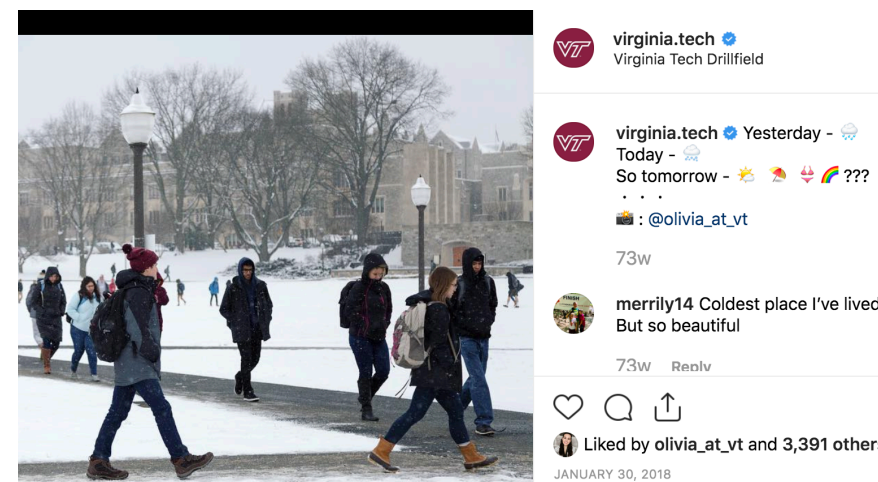 virginia.tech
Virginia Tech Drillfield
virginia.tech Yesterday - 🌧️
Today - 🌨️
So tomorrow - 🌤️ ⛱️ 👙 🌈 ???
· · ·
📸 : @olivia_at_vt
73w
merrily14 Coldest place I've lived
But so beautiful
73w Reply
Liked by olivia_at_vt and 3,391 others
JANUARY 30, 2018